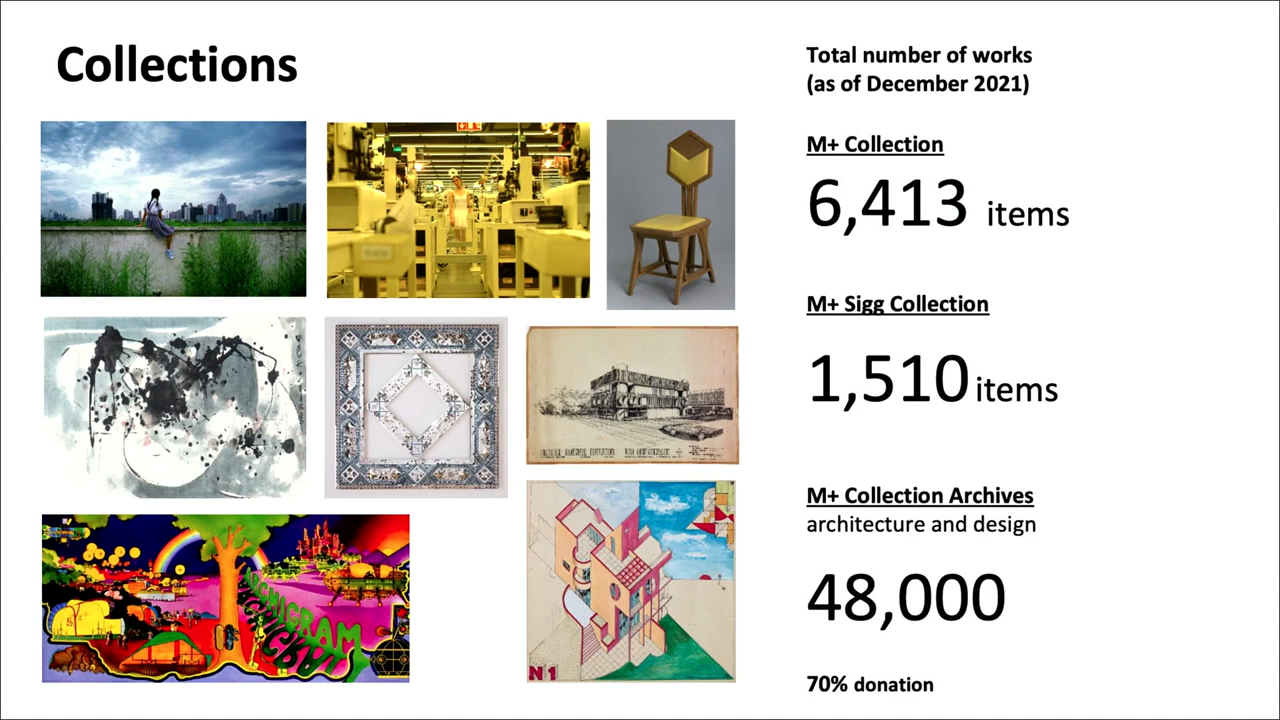 Collections
Total number of works
(as of December 2021)
M+ Collection
6,413 items
M+ Sigg Collection
1,510 items
M+ Collection Archives
architecture and design
48,000
70% donation
ARCHIGRAM
N1